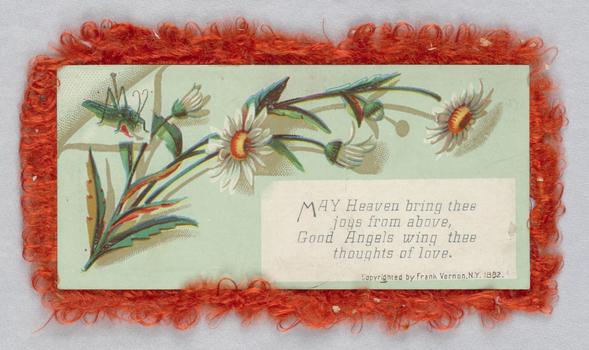 MAY Heaven bring thee
joys from above,
Good Angels wing thee
thoughts of love.
Copyrighted by Frank Vernon, N.Y. 1882.